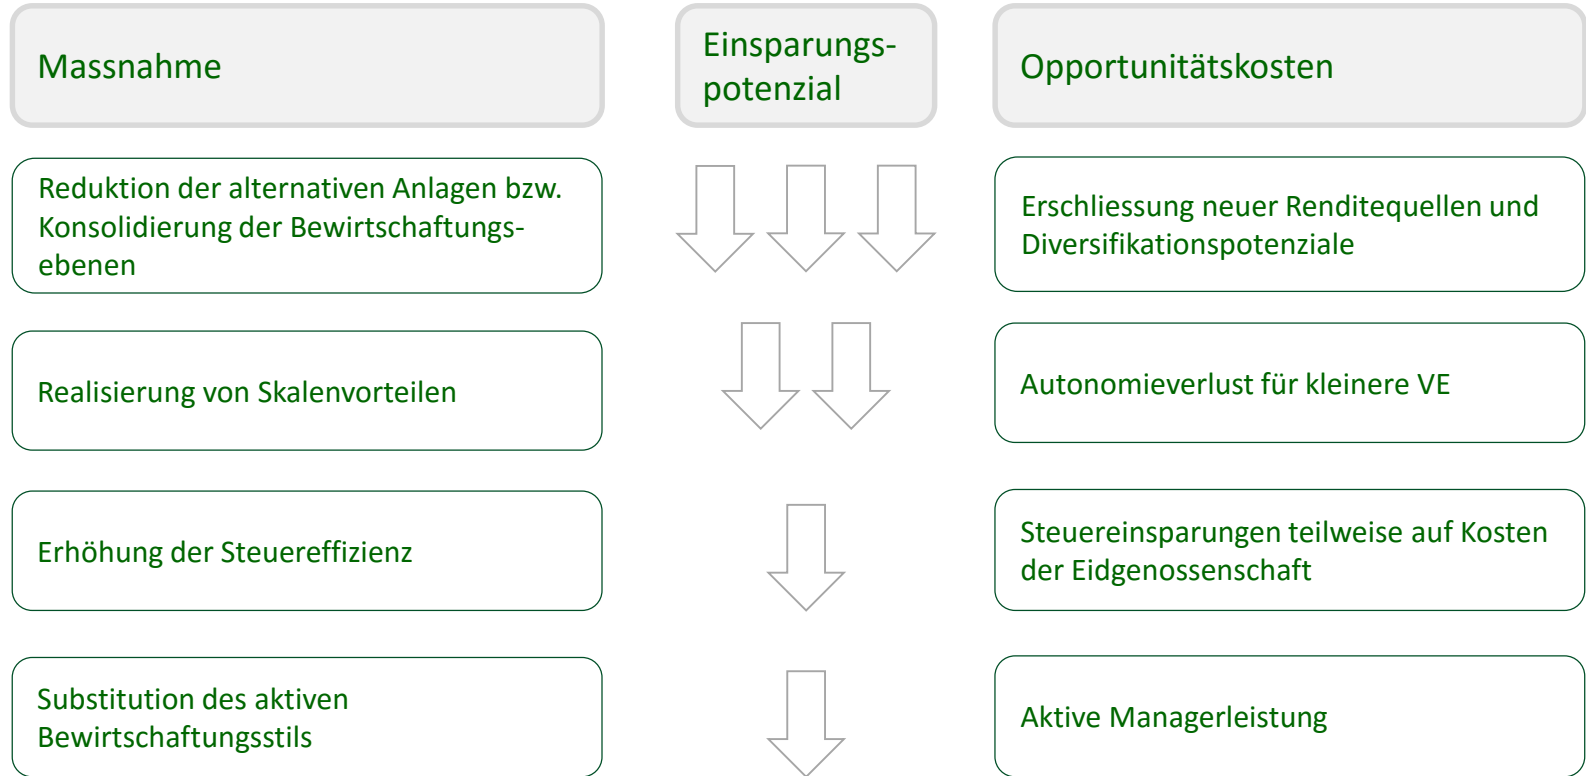 Massnahme
Einsparungs-
potenzial
Opportunitätskosten
Reduktion der alternativen Anlagen bzw.
Konsolidierung der Bewirtschaftungs-
ebenen
Erschliessung neuer Renditequellen und
Diversifikationspotenziale
Realisierung von Skalenvorteilen
Autonomieverlust für kleinere VE
Erhöhung der Steuereffizienz
Steuereinsparungen teilweise auf Kosten
der Eidgenossenschaft
Substitution des aktiven
Bewirtschaftungsstils
Aktive Managerleistung